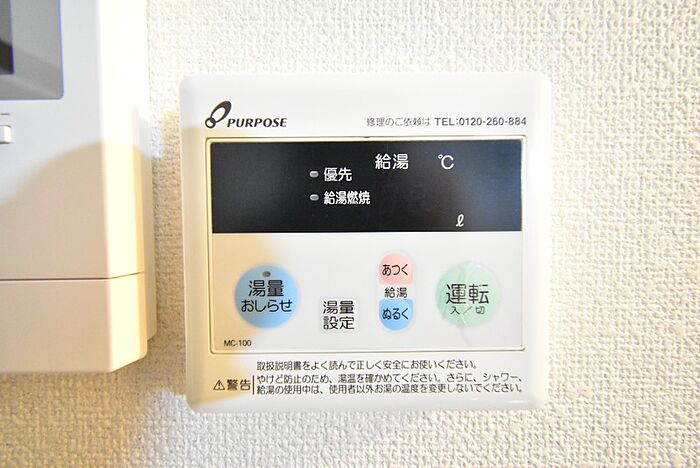 PURPOSE
修理のご依頼は TEL:0120-260-884
給湯 ℃
優先
給湯燃焼
ℓ
湯量
おしらせ
湯量
設定
あつく
給湯
ぬるく
運転
入/切
MC-100
取扱説明書をよく読んで正しく安全にお使いください。
⚠警告
やけど防止のため、湯温を確かめてください。さらに、シャワー、
給湯の使用中は、使用者以外お湯の温度を変更しないでください。